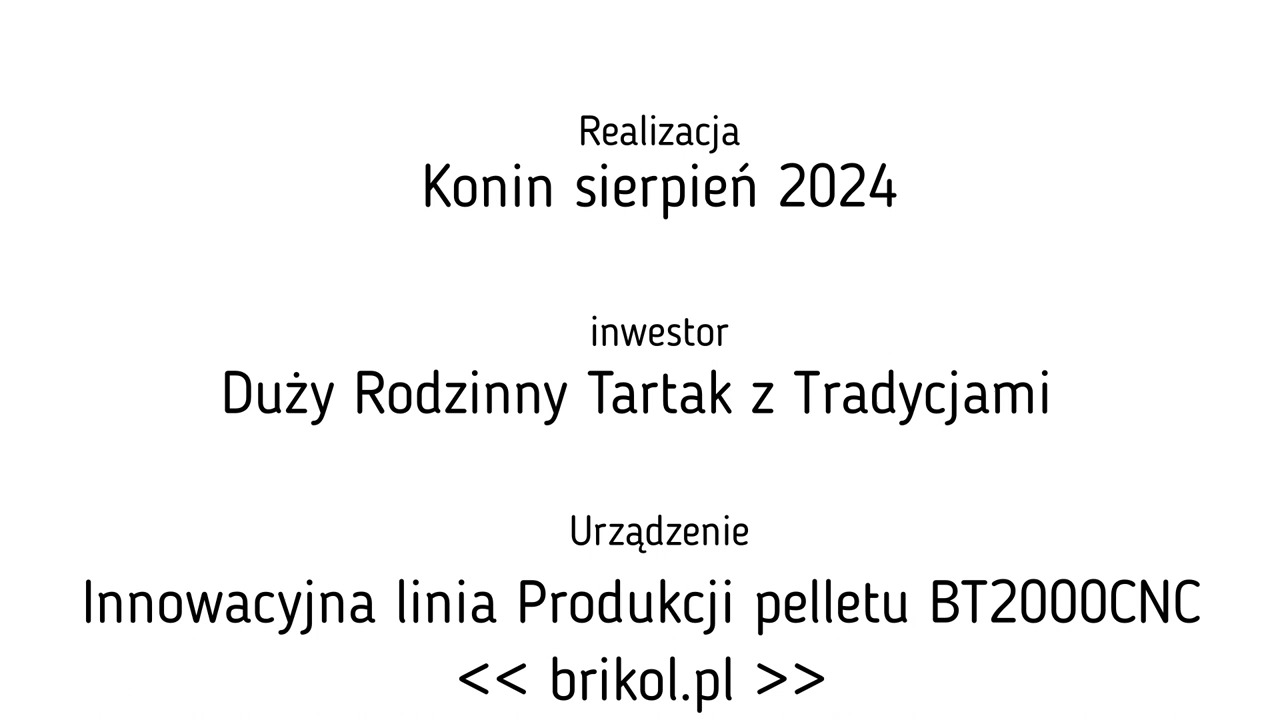 Realizacja
Konin sierpień 2024
inwestor
Duży Rodzinny Tartak z Tradycjami
Urządzenie
Innowacyjna linia Produkcji pelletu BT2000CNC
<< brikol.pl >>